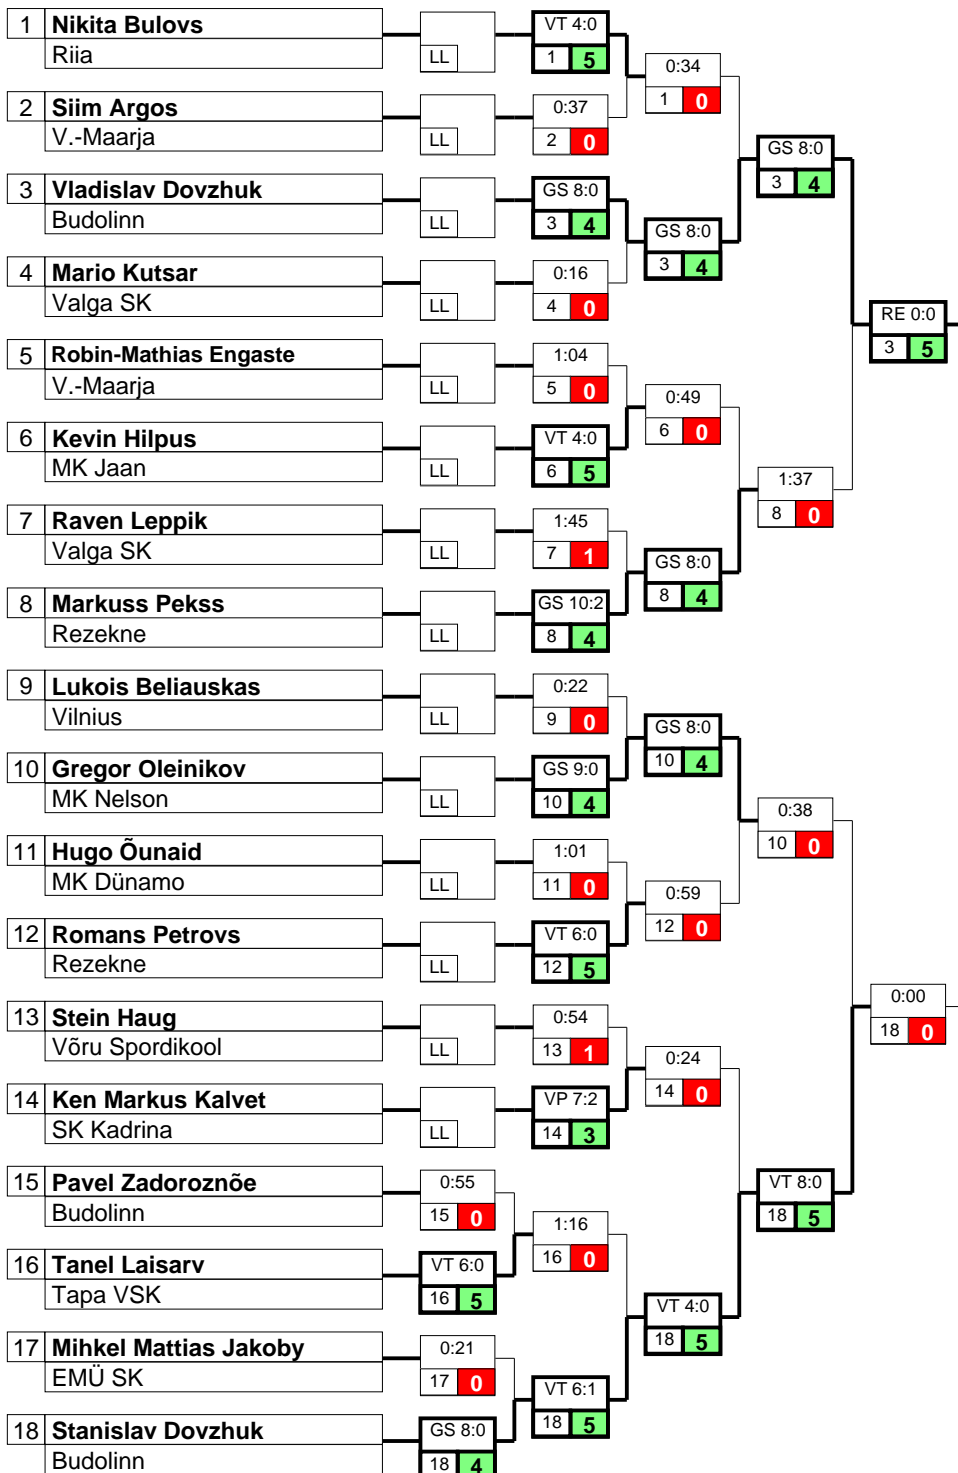 1 Nikita Bulovs
Riia
LL
VT 4:0
1 5
0:34
1 0
2 Siim Argos
V.-Maarja
LL
0:37
2 0
GS 8:0
3 4
3 Vladislav Dovzhuk
Budolinn
LL
GS 8:0
3 4
GS 8:0
3 4
4 Mario Kutsar
Valga SK
LL
0:16
4 0
RE 0:0
3 5
5 Robin-Mathias Engaste
V.-Maarja
LL
1:04
5 0
0:49
6 0
6 Kevin Hilpus
MK Jaan
LL
VT 4:0
6 5
1:37
8 0
7 Raven Leppik
Valga SK
LL
1:45
7 1
GS 8:0
8 4
8 Markuss Pekss
Rezekne
LL
GS 10:2
8 4
9 Lukois Beliauskas
Vilnius
LL
0:22
9 0
GS 8:0
10 4
10 Gregor Oleinikov
MK Nelson
LL
GS 9:0
10 4
0:38
10 0
11 Hugo Õunaid
MK Dünamo
LL
1:01
11 0
0:59
12 0
12 Romans Petrovs
Rezekne
LL
VT 6:0
12 5
0:00
18 0
13 Stein Haug
Võru Spordikool
LL
0:54
13 1
0:24
14 0
14 Ken Markus Kalvet
SK Kadrina
LL
VP 7:2
14 3
VT 8:0
18 5
15 Pavel Zadoroznõe
Budolinn
0:55
15 0
1:16
16 0
16 Tanel Laisarv
Tapa VSK
VT 6:0
16 5
VT 4:0
18 5
17 Mihkel Mattias Jakoby
EMÜ SK
0:21
17 0
VT 6:1
18 5
18 Stanislav Dovzhuk
Budolinn
GS 8:0
18 4